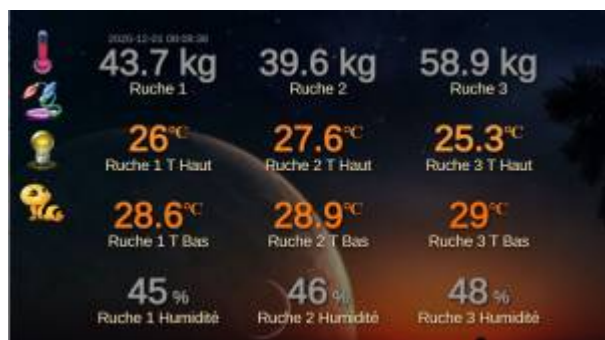 43.7 kg 39.6 kg 58.9 kg
Ruche 1 Ruche 2 Ruche 3
26°C 27.6°C 25.3°C
Ruche 1 T Haut Ruche 2 T Haut Ruche 3 T Haut
28.6°C 28.9°C 29°C
Ruche 1 T Bas Ruche 2 T Bas Ruche 3 T Bas
45 % 46 % 48 %
Ruche 1 Humidité Ruche 2 Humidité Ruche 3 Humidité